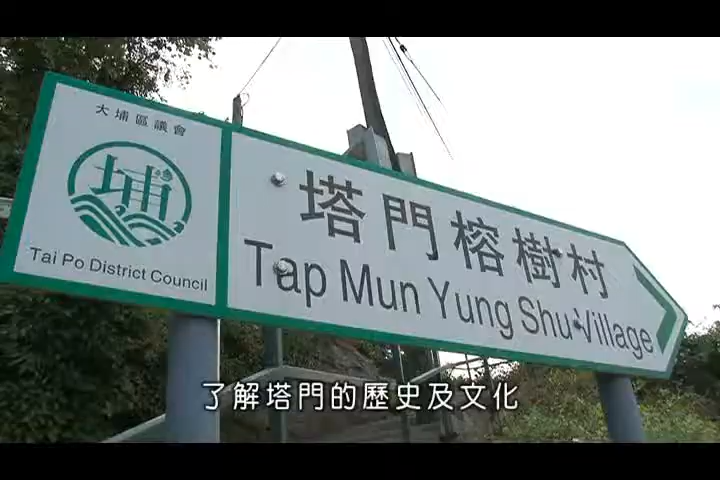 大埔區議會
埔
Tai Po District Council
塔門榕樹村
Tap Mun Yung Shu Village
了解塔門的歷史及文化